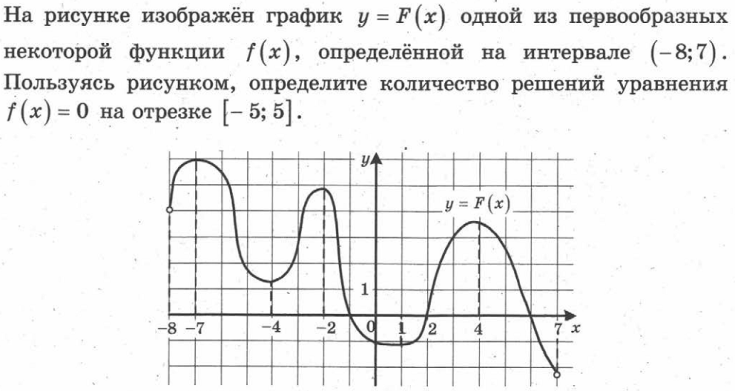 На рисунке изображён график y = F(x) одной из первообразных
некоторой функции f(x), определённой на интервале (−8; 7).
Пользуясь рисунком, определите количество решений уравнения
f(x) = 0 на отрезке [− 5; 5].
y
y = F(x)
1
−8 −7 −4 −2 0 1 2 4 7 x